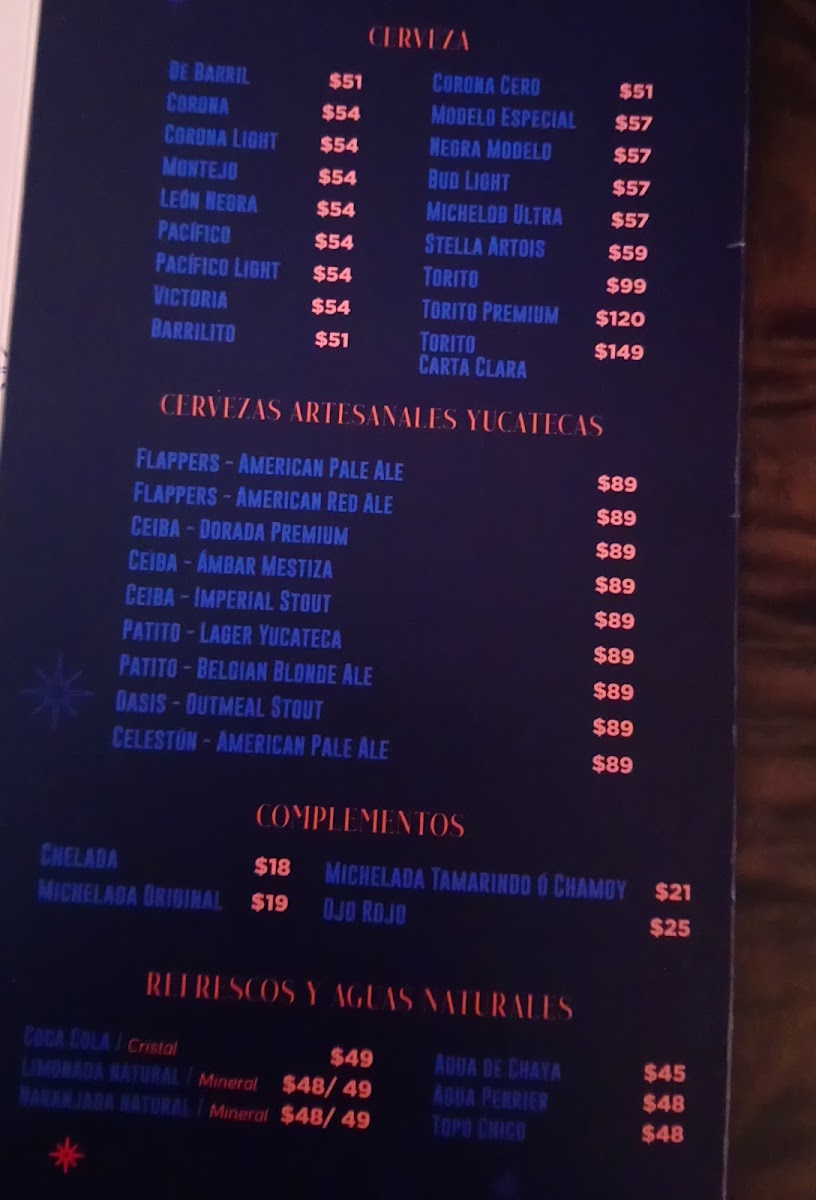 CERVEZA
DE BARRIL $51
CORONA $54
CORONA LIGHT $54
MONTEJO $54
LEÓN NEGRA $54
PACÍFICO $54
PACÍFICO LIGHT $54
VICTORIA $54
BARRILITO $51
CORONA CERO $51
MODELO ESPECIAL $57
NEGRA MODELO $57
BUD LIGHT $57
MICHELOB ULTRA $57
STELLA ARTOIS $59
TORITO $99
TORITO PREMIUM $120
TORITO $149
CARTA CLARA
CERVEZAS ARTESANALES YUCATECAS
FLAPPERS - AMERICAN PALE ALE $89
FLAPPERS - AMERICAN RED ALE $89
CEIBA - DORADA PREMIUM $89
CEIBA - ÁMBAR MESTIZA $89
CEIBA - IMPERIAL STOUT $89
PATITO - LAGER YUCATECA $89
PATITO - BELGIAN BLONDE ALE $89
OASIS - OUTMEAL STOUT $89
CELESTÚN - AMERICAN PALE ALE $89
COMPLEMENTOS
CHELADA $18
MICHELADA ORIGINAL $19
MICHELADA TAMARINDO Ó CHAMOY $21
OJO ROJO $25
REFRESCOS Y AGUAS NATURALES
COCA COLA / Cristal $49
LIMONADA NATURAL / Mineral $48/ 49
NARANJADA NATURAL / Mineral $48/ 49
AGUA DE CHAYA $45
AGUA PERRIER $48
TOPO CHICO $48